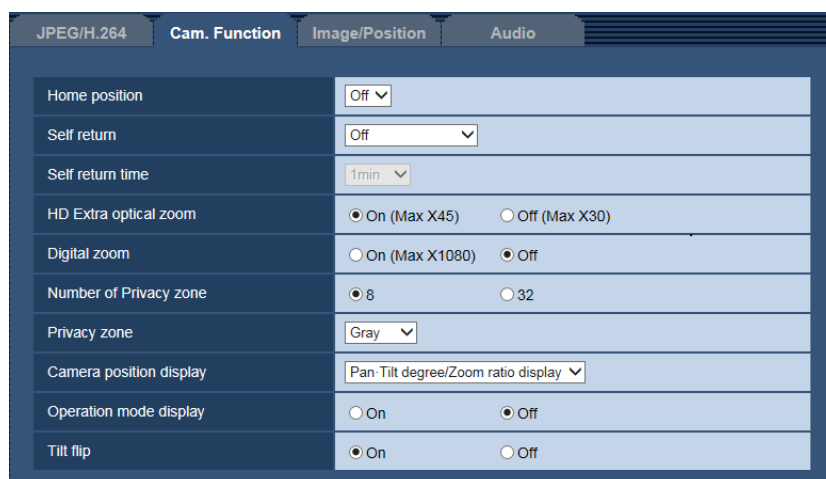 JPEG/H.264 Cam. Function Image/Position Audio
Home position Off
Self return Off
Self return time 1min
HD Extra optical zoom On (Max X45) Off (Max X30)
Digital zoom On (Max X1080) Off
Number of Privacy zone 8 32
Privacy zone Gray
Camera position display Pan·Tilt degree/Zoom ratio display
Operation mode display On Off
Tilt flip On Off